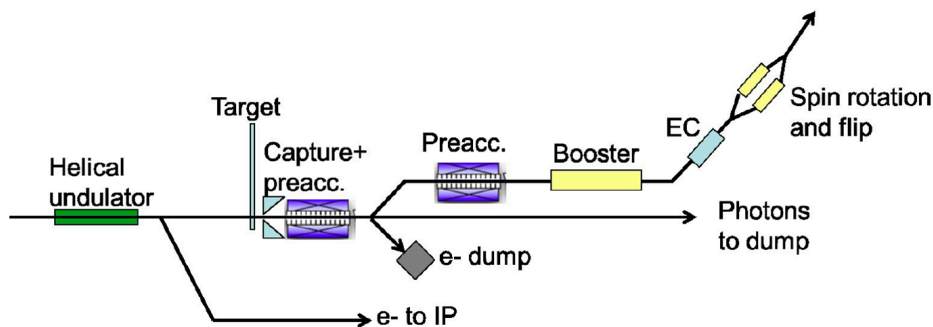 Target
Helical
undulator
Capture+
preacc.
Preacc.
Booster
EC
Spin rotation
and flip
Photons
to dump
e- dump
e- to IP